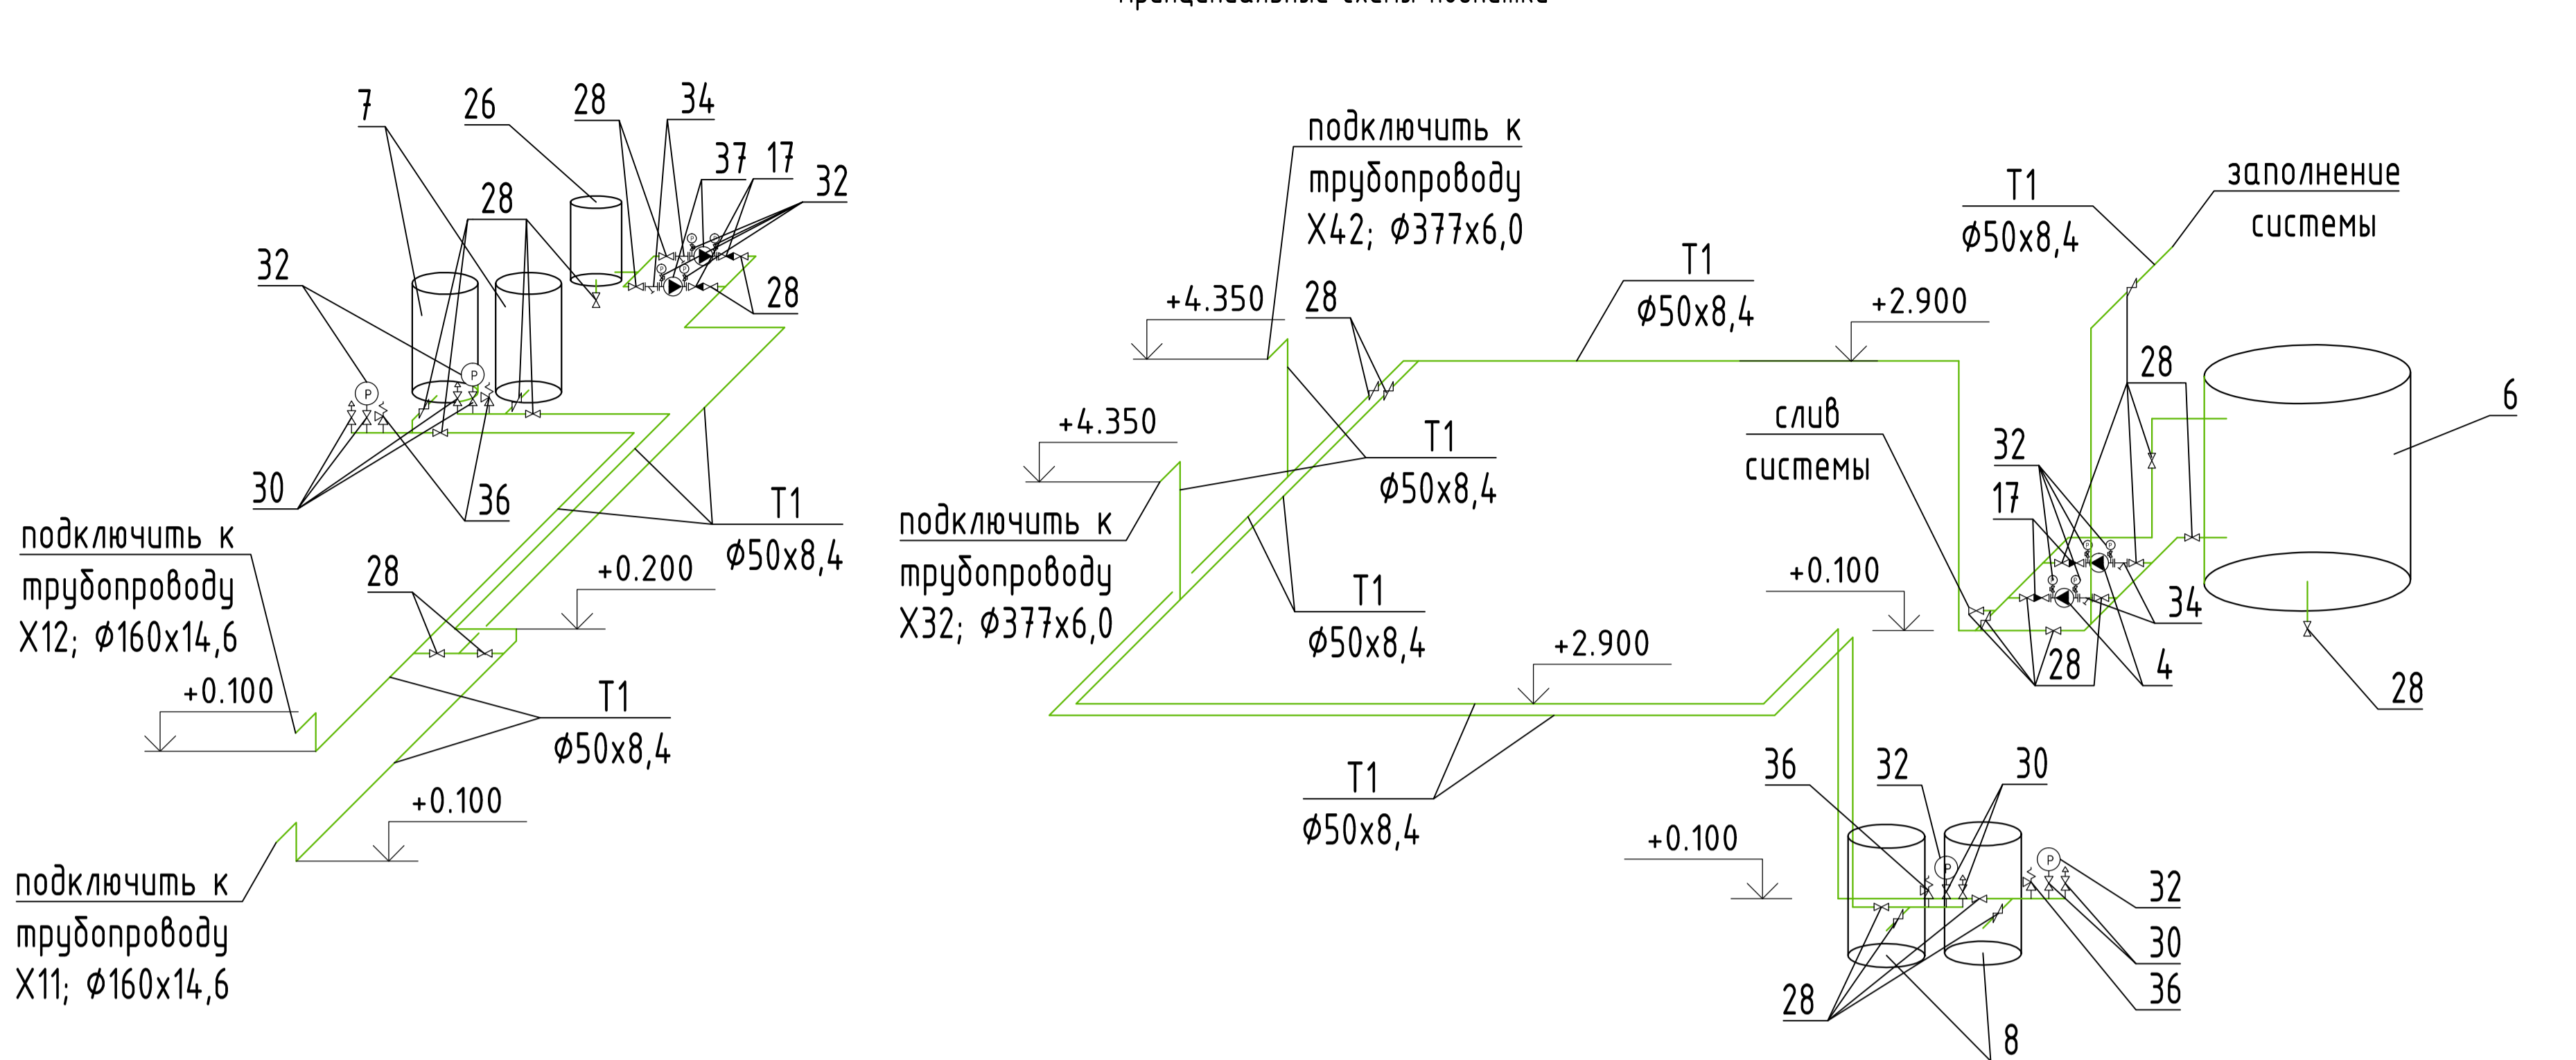 7
26
28
34
37
17
32
28
32
28
30
36
подключить к
трубопроводу
X12; Ø160x14,6
28
+0.200
T1
Ø50x8,4
+0.100
T1
Ø50x8,4
+0.100
подключить к
трубопроводу
X11; Ø160x14,6
P
P
подключить к
трубопроводу
X42; Ø377x6,0
+4.350
28
T1
Ø50x8,4
+2.900
+4.350
T1
Ø50x8,4
подключить к
трубопроводу
X32; Ø377x6,0
T1
Ø50x8,4
+2.900
T1
Ø50x8,4
T1
Ø50x8,4
заполнение
системы
28
6
слив
системы
32
17
+0.100
34
28
4
28
36
32
30
+0.100
P
P
32
30
36
28
8